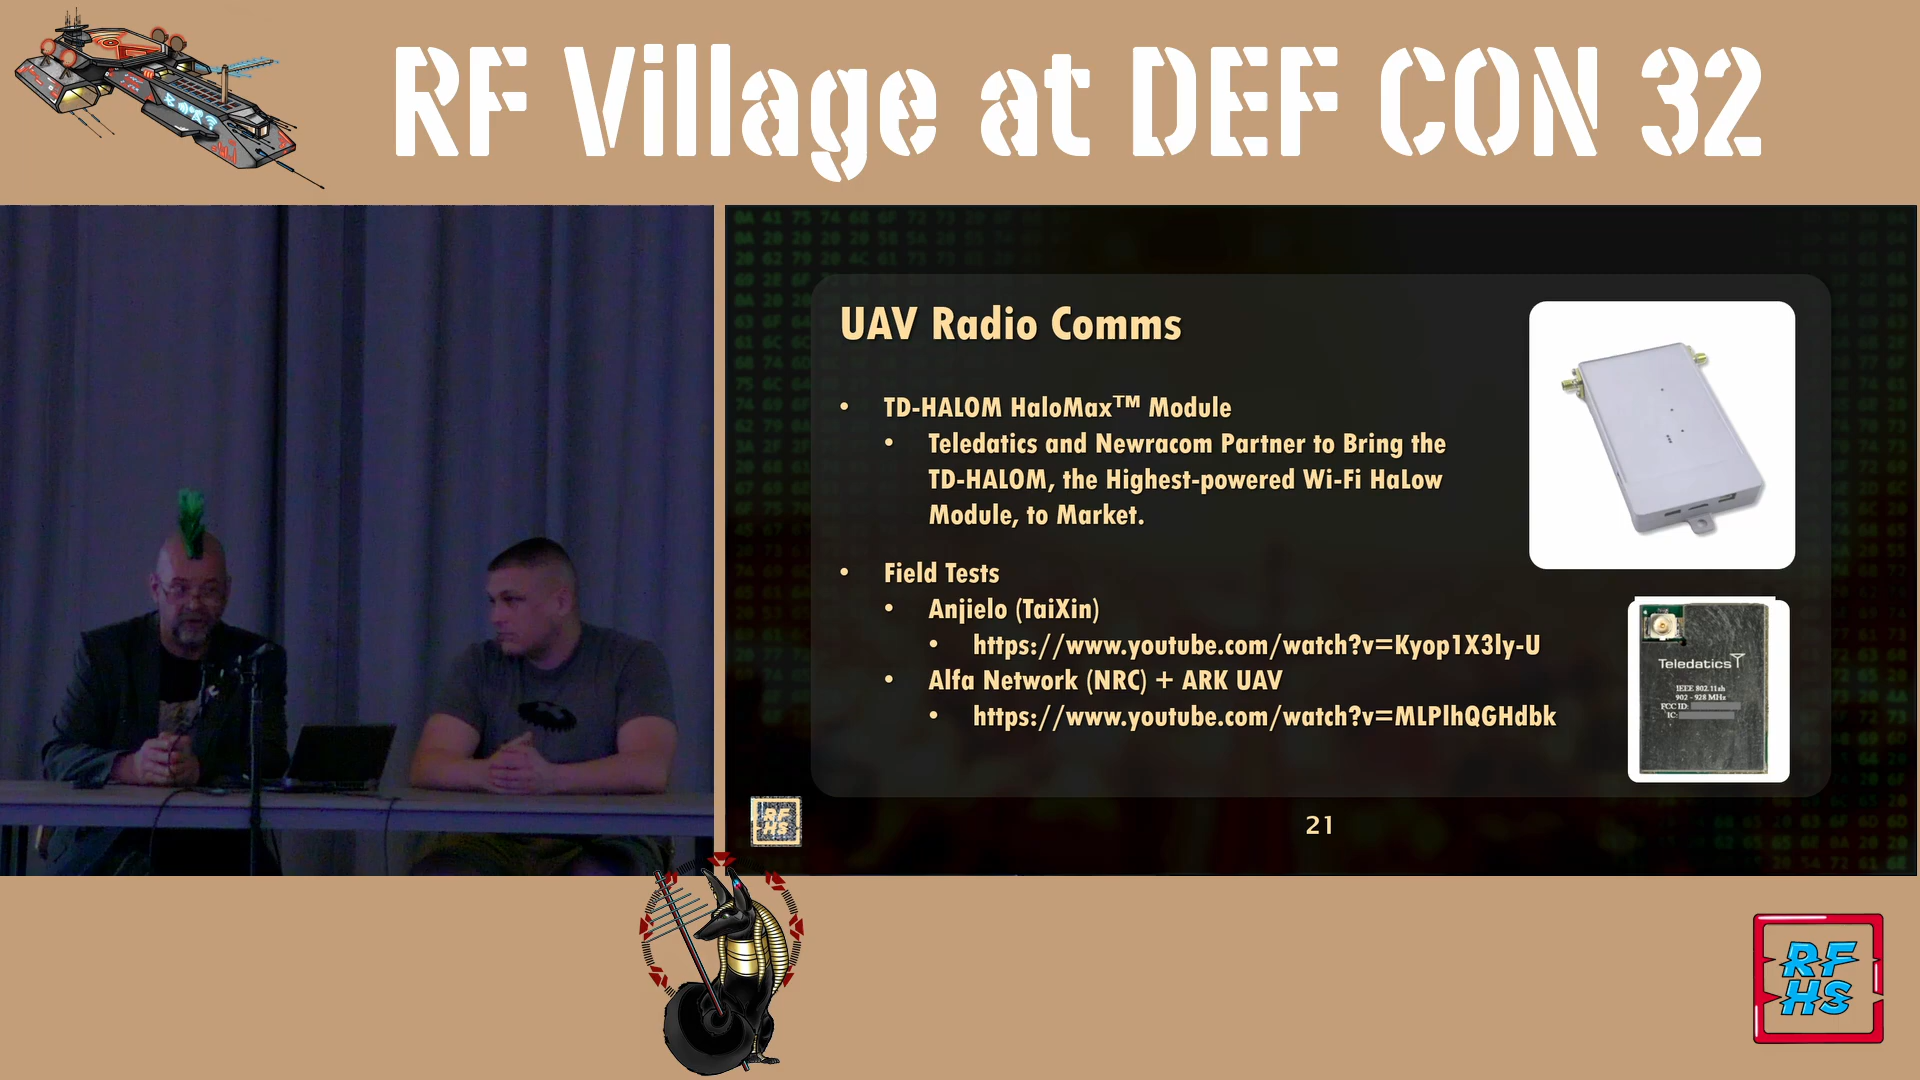 RF Village at DEF CON 32
UAV Radio Comms
• TD-HALOM HaloMax™ Module
• Teledatics and Newracom Partner to Bring the
TD-HALOM, the Highest-powered Wi-Fi HaLow
Module, to Market.
• Field Tests
• Anjielo (TaiXin)
• https://www.youtube.com/watch?v=Kyop1X3ly-U
• Alfa Network (NRC) + ARK UAV
• https://www.youtube.com/watch?v=MLPlhQGHdbk
Teledatics
IEEE 802.11ah
902 - 928 MHz
FCC ID:
IC:
RF
HS
21
RF
HS